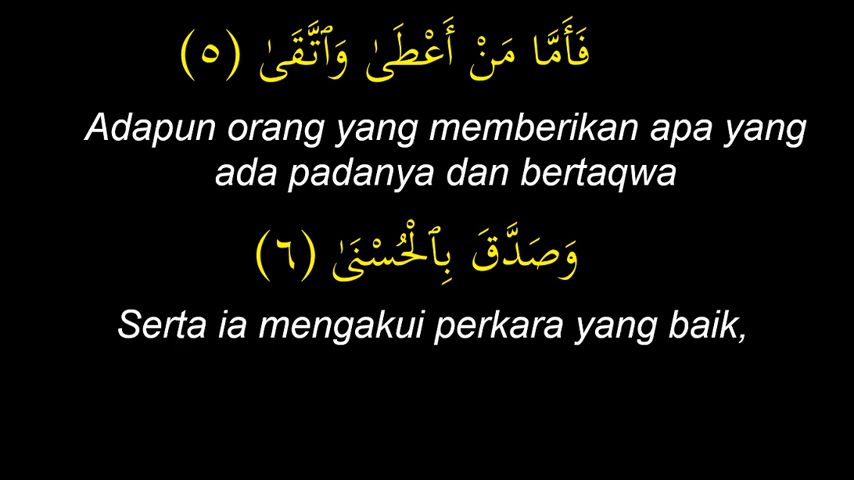 فَأَمَّا مَنْ أَعْطَىٰ وَٱتَّقَىٰ (٥)
Adapun orang yang memberikan apa yang
ada padanya dan bertaqwa
وَصَدَّقَ بِٱلْحُسْنَىٰ (٦)
Serta ia mengakui perkara yang baik,